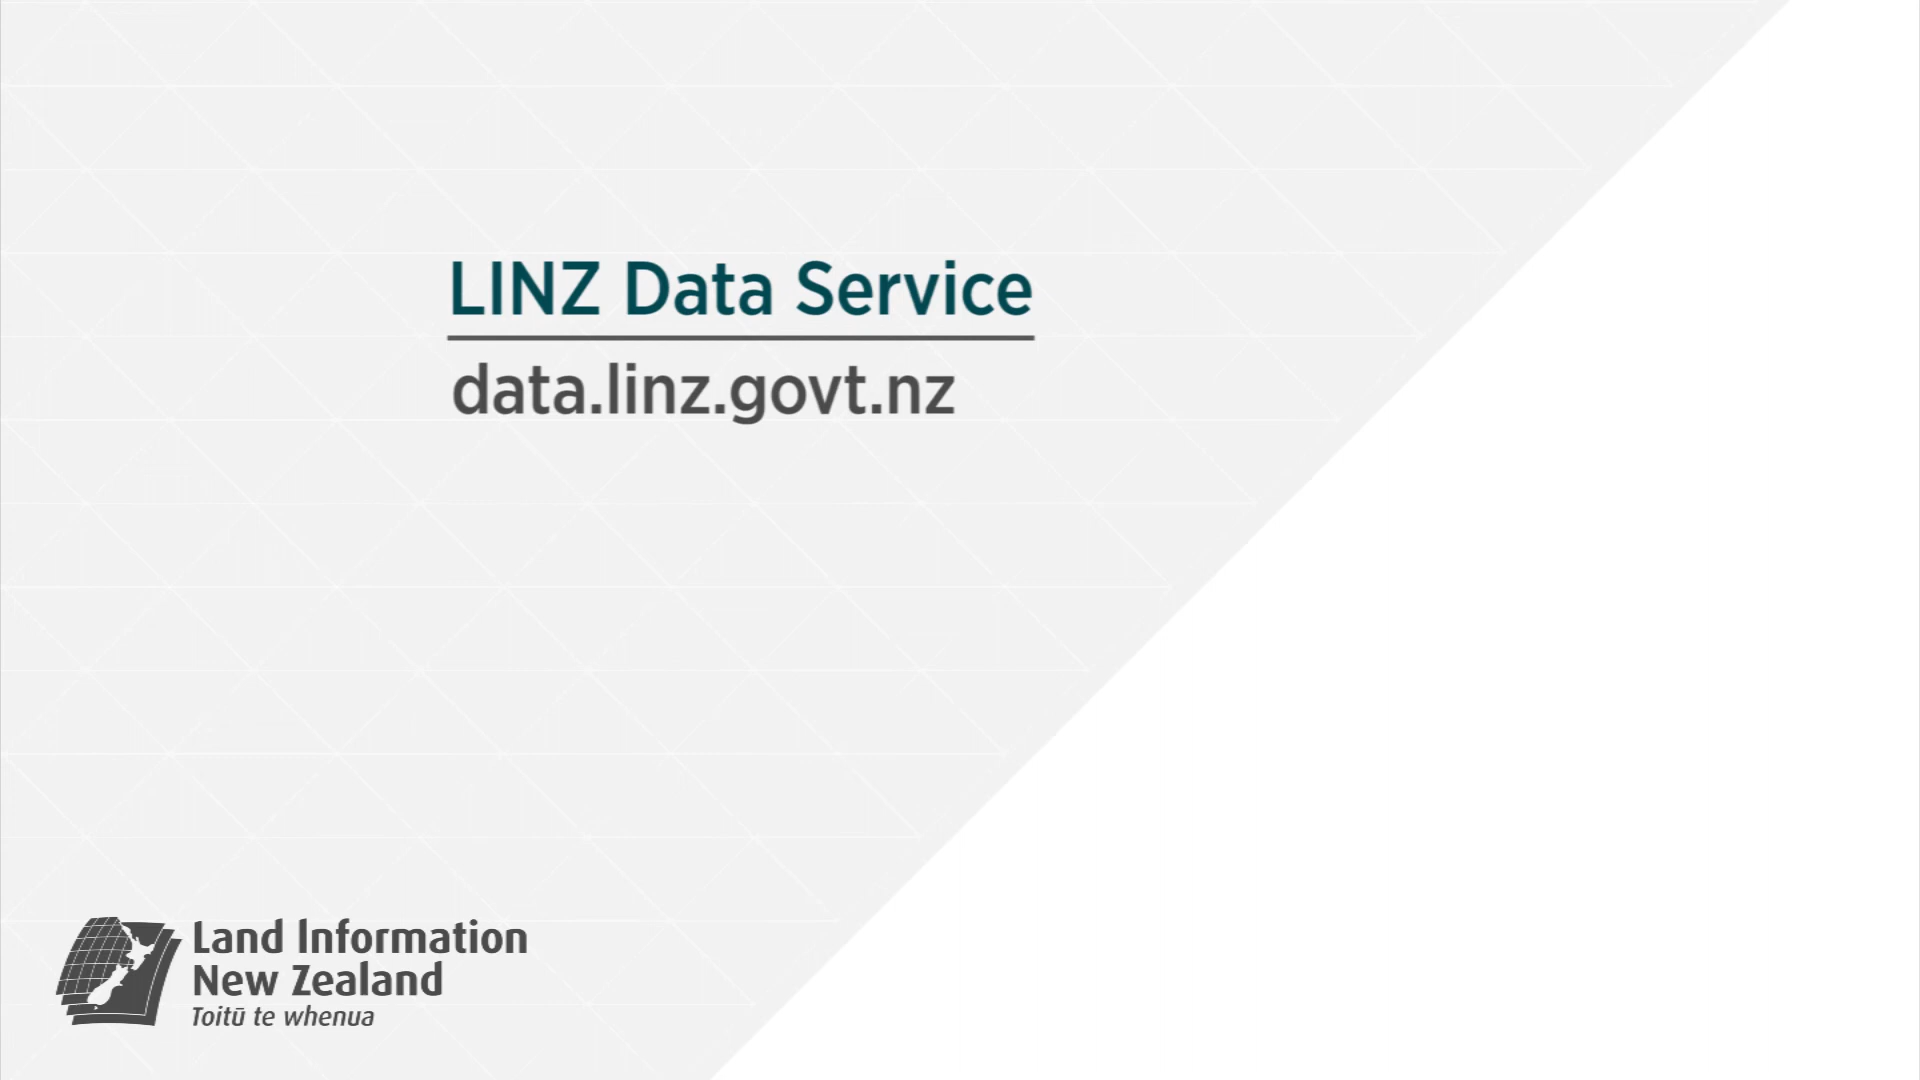 LINZ Data Service
data.linz.govt.nz
Land Information
New Zealand
Toitū te whenua